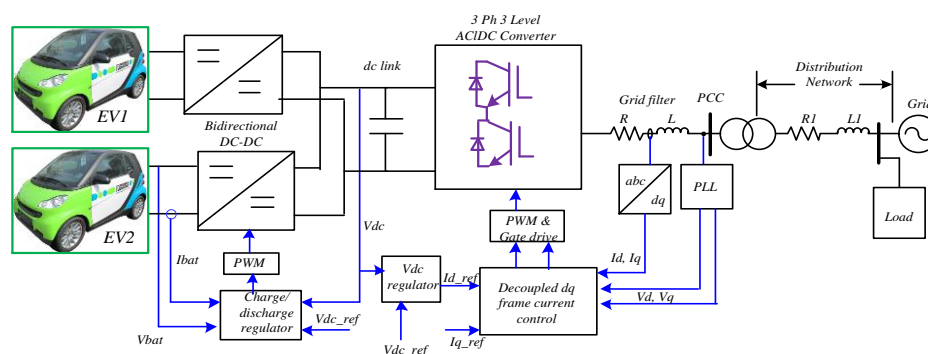 3 Ph 3 Level
AC/DC Converter
Distribution
Network
dc link
Grid filter
PCC
Grid
R
L
R1
L1
EV1
Bidirectional
DC-DC
abc
dq
PLL
Load
EV2
Vdc
PWM &
Gate drive
Ibat
PWM
Id, Iq
Vdc
regulator
Id_ref
Decoupled dq
frame current
control
Charge/
discharge
regulator
Vd, Vq
Vdc_ref
Vbat
Vdc_ref
Iq_ref